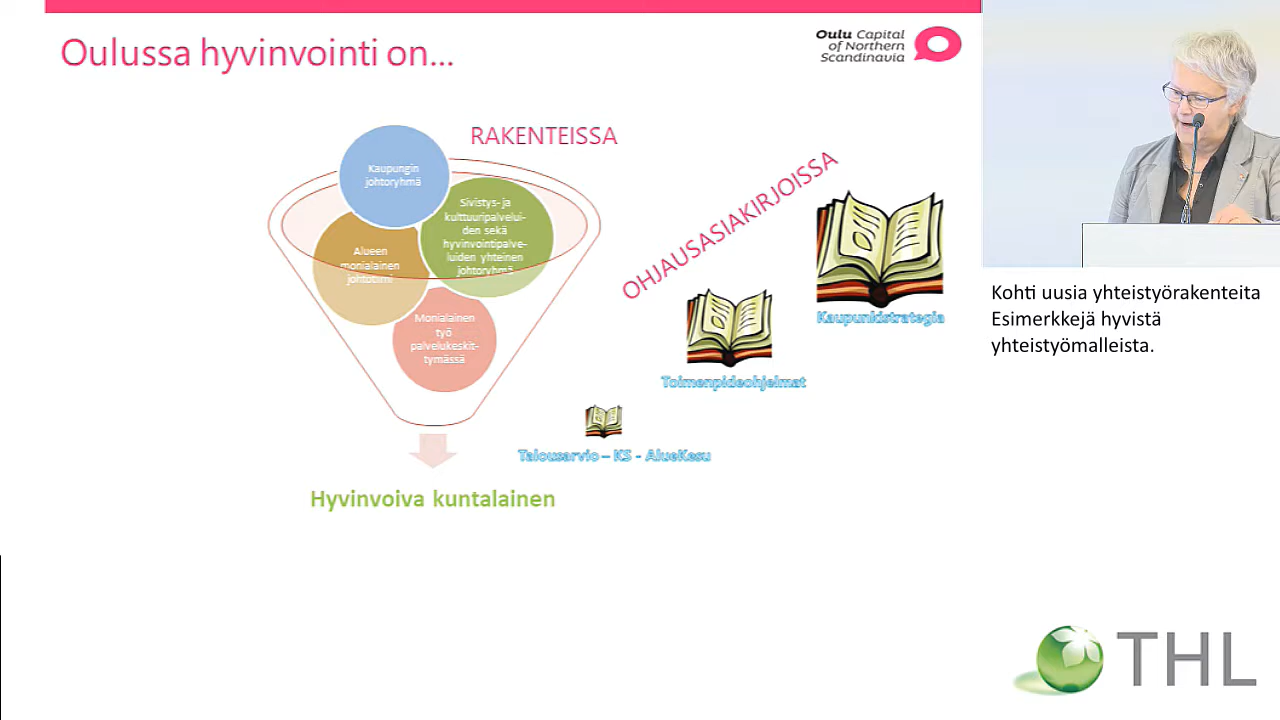 Oulussa hyvinvointi on...
Oulu Capital
of Northern
Scandinavia
RAKENTEISSA
Kaupungin
johtoryhmä
Sivistys- ja
kulttuuripalvelui-
den sekä
hyvinvointipalve-
luiden yhteinen
johtoryhmä
Alueen
monialainen
johtotiimi
Monialainen
työ
palvelukeskit-
tymässä
Hyvinvoiva kuntalainen
OHJAUSASIAKIRJOISSA
Kaupunkistrategia
Toimenpideohjelmat
Talousarvio – KS - AlueKesu
Kohti uusia yhteistyörakenteita
Esimerkkejä hyvistä
yhteistyömalleista.
THL